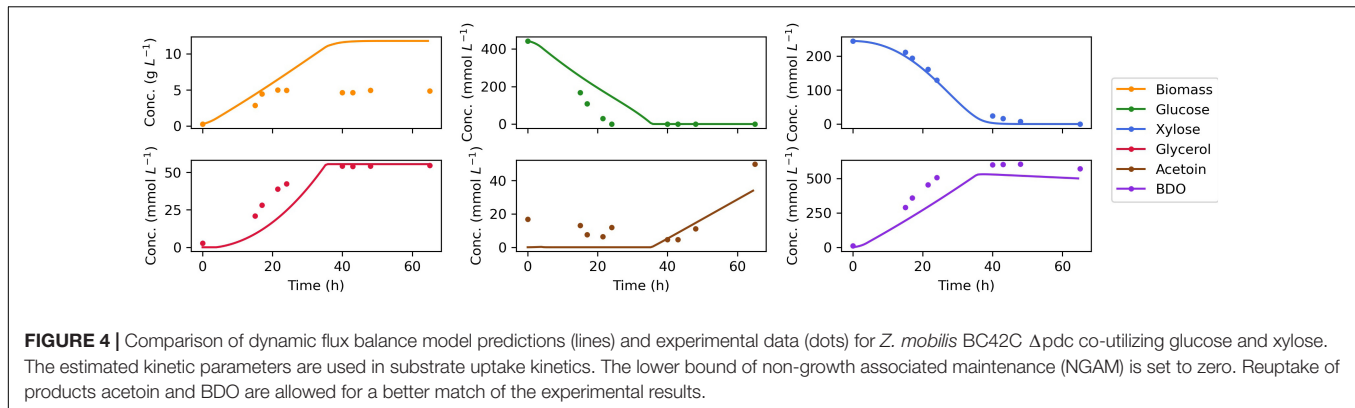 Conc. (g L⁻¹)
10
5
0
Conc. (mmol L⁻¹)
400
200
0
Conc. (mmol L⁻¹)
200
100
0
Biomass
Glucose
Xylose
Glycerol
Acetoin
BDO
Conc. (mmol L⁻¹)
50
25
0
0 20 40 60
Time (h)
Conc. (mmol L⁻¹)
40
20
0
0 20 40 60
Time (h)
Conc. (mmol L⁻¹)
500
250
0
0 20 40 60
Time (h)
FIGURE 4 | Comparison of dynamic flux balance model predictions (lines) and experimental data (dots) for Z. mobilis BC42C Δpdc co-utilizing glucose and xylose.
The estimated kinetic parameters are used in substrate uptake kinetics. The lower bound of non-growth associated maintenance (NGAM) is set to zero. Reuptake of
products acetoin and BDO are allowed for a better match of the experimental results.